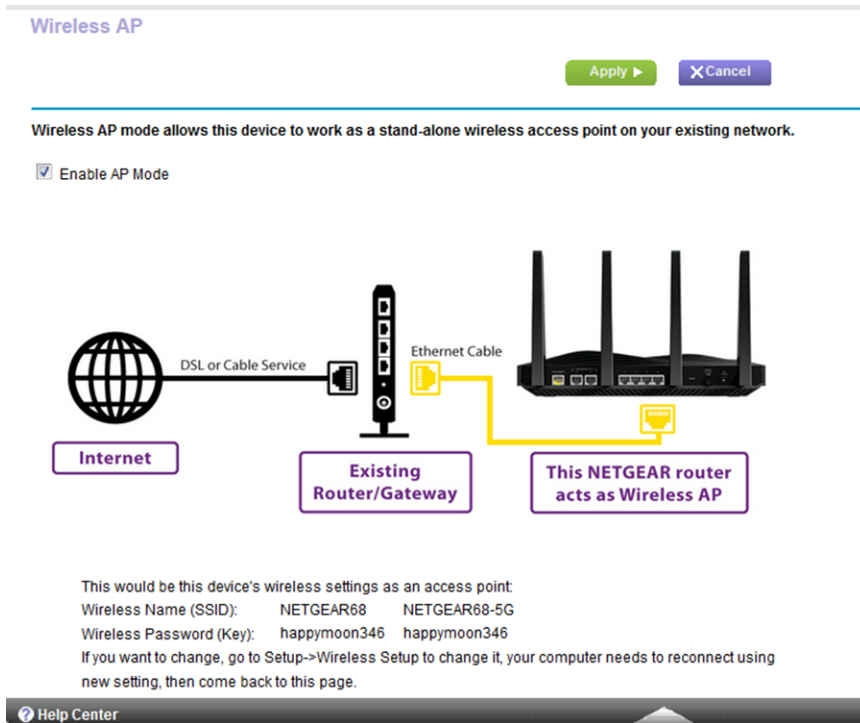 Wireless AP
Apply
Cancel
Wireless AP mode allows this device to work as a stand-alone wireless access point on your existing network.
Enable AP Mode
DSL or Cable Service
Ethernet Cable
Internet
Existing
Router/Gateway
This NETGEAR router
acts as Wireless AP
This would be this device's wireless settings as an access point:
Wireless Name (SSID): NETGEAR68 NETGEAR68-5G
Wireless Password (Key): happymoon346 happymoon346
If you want to change, go to Setup->Wireless Setup to change it, your computer needs to reconnect using
new setting, then come back to this page.
Help Center